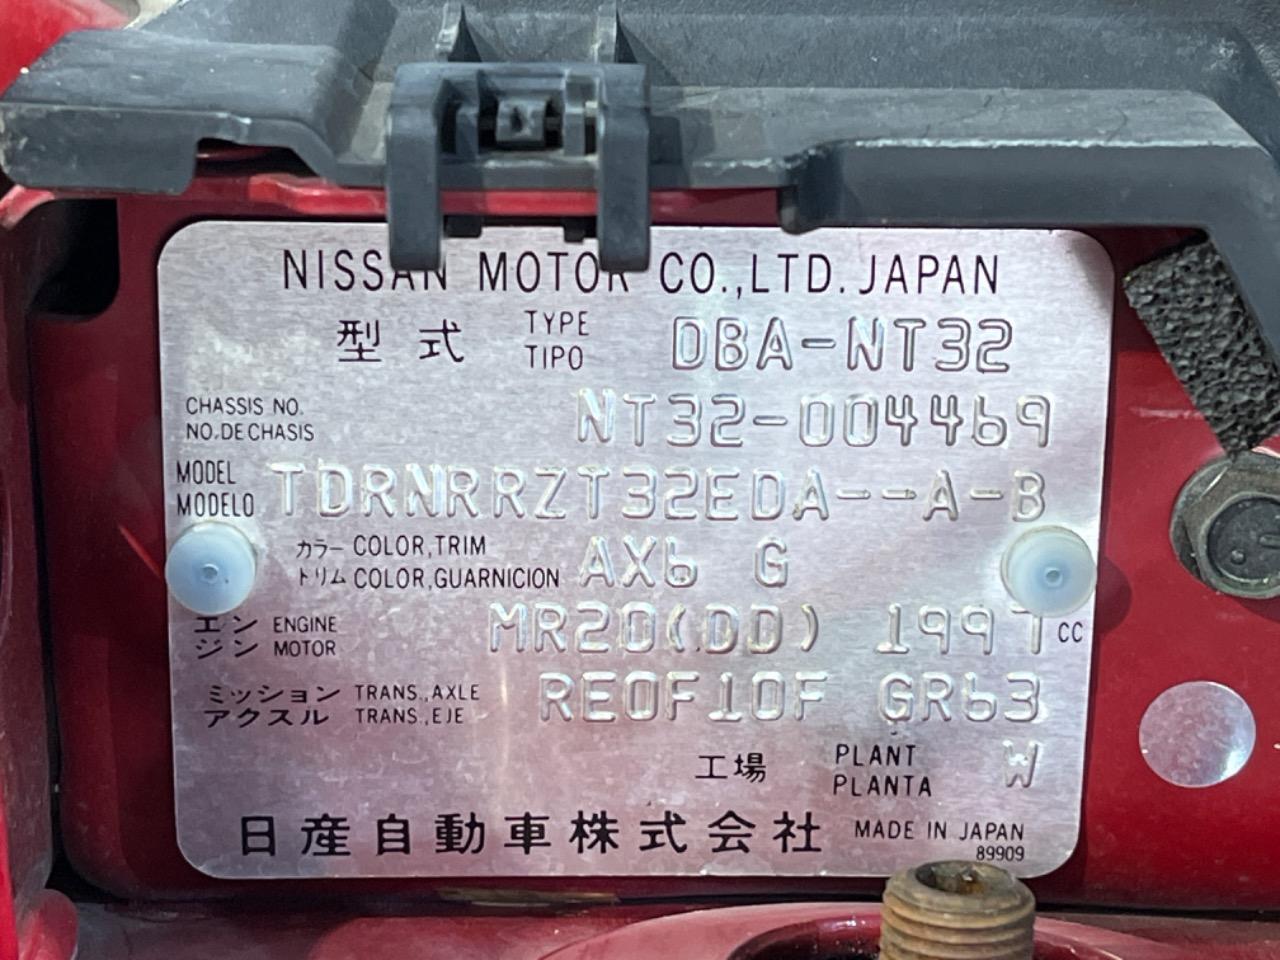 NISSAN MOTOR CO.,LTD. JAPAN
型式 TYPE TIPO DBA-NT32
CHASSIS NO. NO.DE CHASIS NT32-004469
MODEL MODELO TDRNRRZT32EDA--A-B
カラー COLOR,TRIM トリム COLOR,GUARNICION AX6 G
エンジン ENGINE MOTOR MR20(DD) 1997 CC
ミッション TRANS.,AXLE アクスル TRANS.,EJE RE0F10F GR63
工場 PLANT PLANTA W
日産自動車株式会社 MADE IN JAPAN
89909